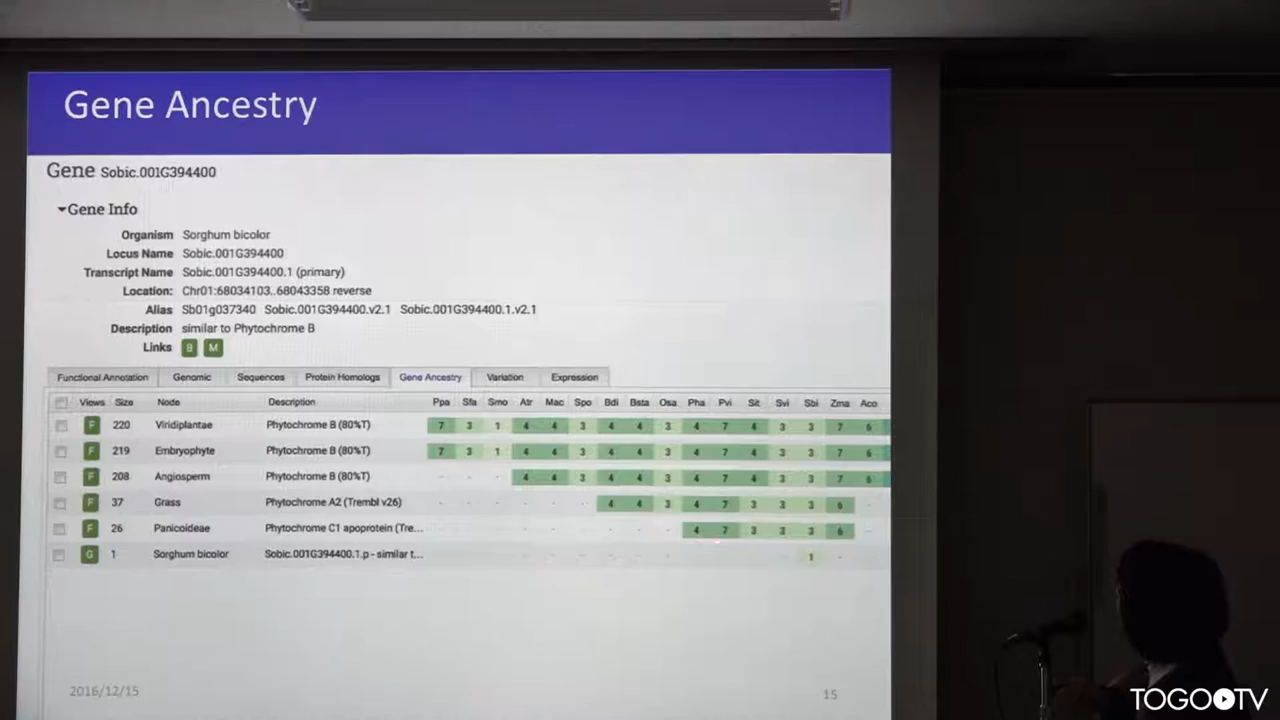 Gene Ancestry
Gene Sobic.001G394400
Gene Info
Organism Sorghum bicolor
Locus Name Sobic.001G394400
Transcript Name Sobic.001G394400.1 (primary)
Location: Chr01:68034103..68043358 reverse
Alias Sb01g037340 Sobic.001G394400.v2.1 Sobic.001G394400.1.v2.1
Description similar to Phytochrome B
Links B M
Functional Annotation Genomic Sequences Protein Homologs Gene Ancestry Variation Expression
Views Size Node Description Ppa Sfa Smo Atr Mac Spo Bdi Bsta Osa Pha Pvi Sit Svi Sbi Zma Aco
F 220 Viridiplantae Phytochrome B (80%T) 7 3 1 4 4 3 4 4 3 4 7 4 3 3 7 6
F 219 Embryophyte Phytochrome B (80%T) 7 3 1 4 4 3 4 4 3 4 7 4 3 3 7 6
F 208 Angiosperm Phytochrome B (80%T) - - - 4 4 3 4 4 3 4 7 4 3 3 7 6
F 37 Grass Phytochrome A2 (Trembl v26) - - - - - - 4 4 3 4 7 3 3 3 6 -
F 26 Panicoideae Phytochrome C1 apoprotein (Tre... - - - - - - - - - 4 7 3 3 3 6 -
G 1 Sorghum bicolor Sobic.001G394400.1.p - similar t... - - - - - - - - - - - - - 1 - -
2016/12/15
15
TOGOTV